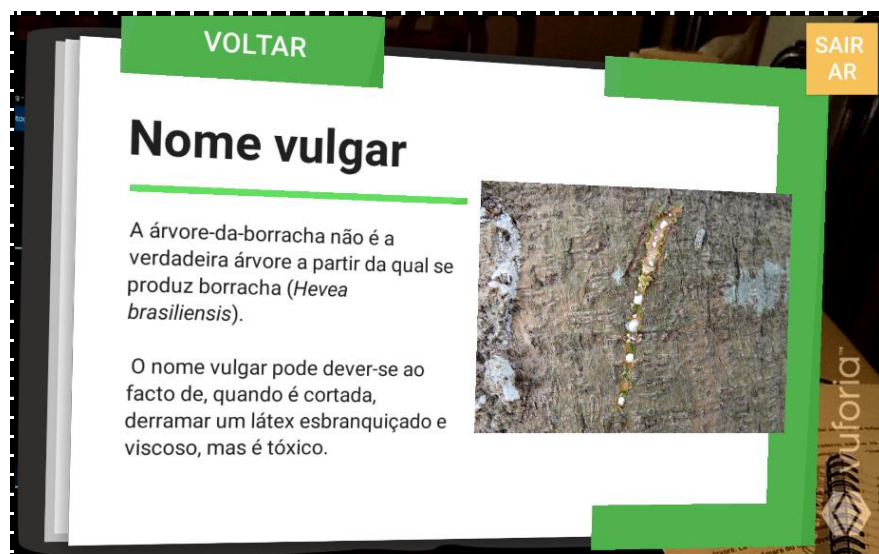 VOLTAR
SAIR
AR
Nome vulgar
A árvore-da-borracha não é a
verdadeira árvore a partir da qual se
produz borracha (Hevea
brasiliensis).
O nome vulgar pode dever-se ao
facto de, quando é cortada,
derramar um látex esbranquiçado e
viscoso, mas é tóxico.
vuforia™